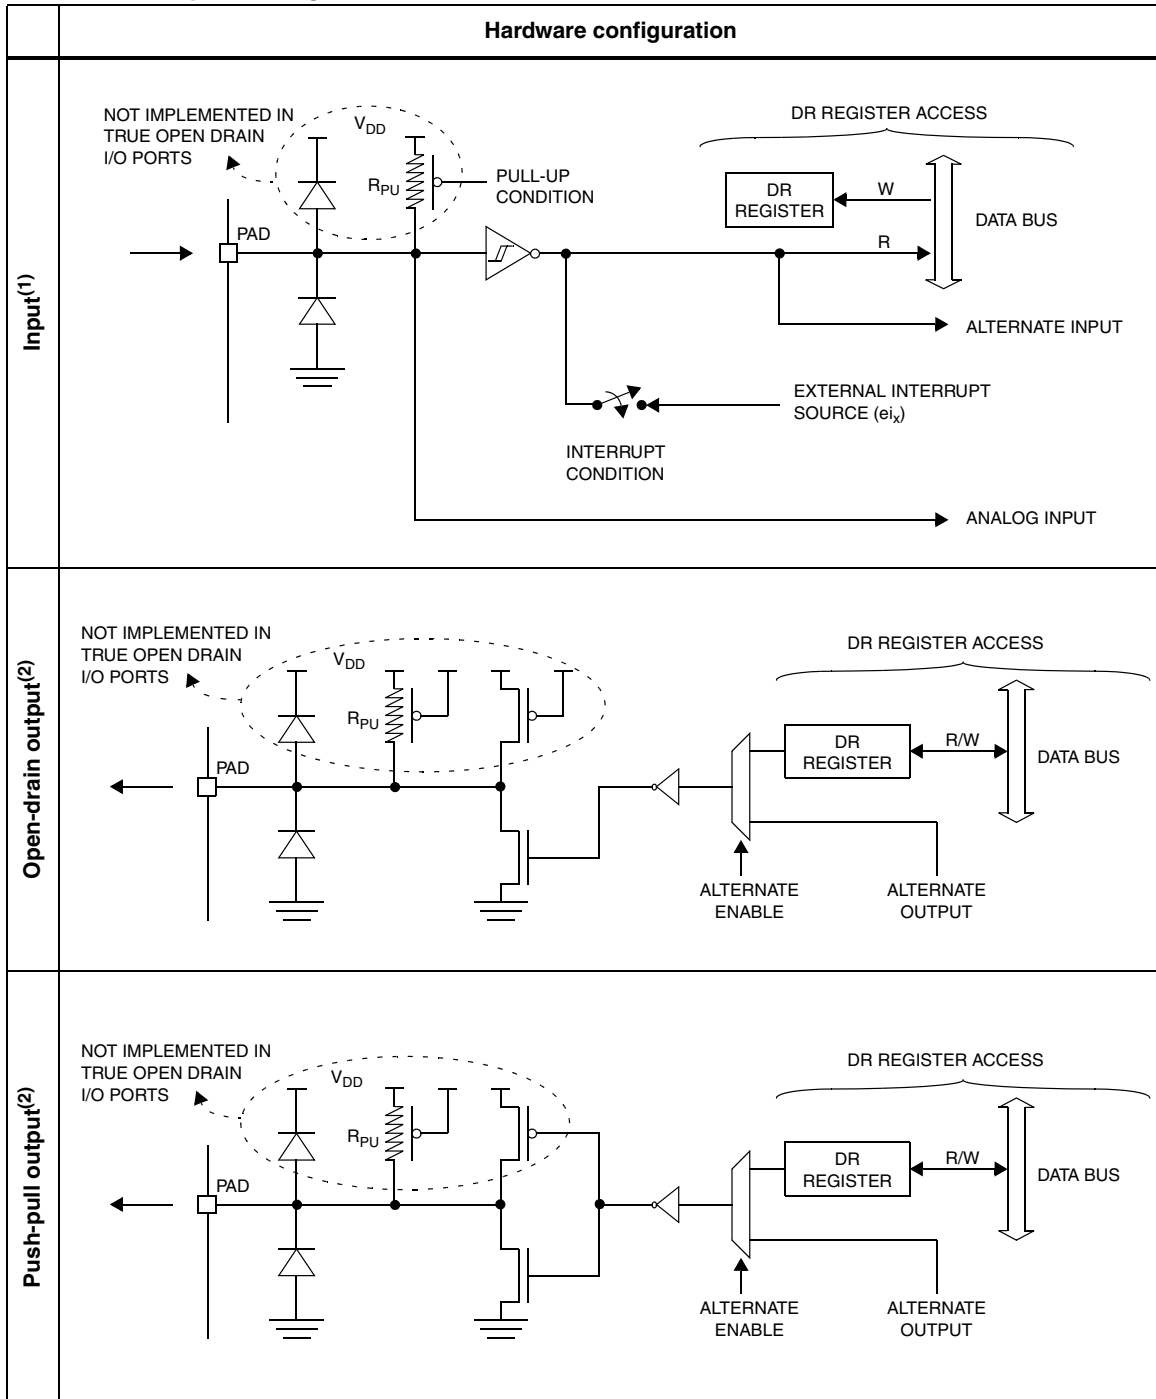 Hardware configuration
Input(1)
NOT IMPLEMENTED IN
TRUE OPEN DRAIN
I/O PORTS
VDD
RPU
PULL-UP
CONDITION
PAD
DR REGISTER ACCESS
DR
REGISTER
W
R
DATA BUS
ALTERNATE INPUT
EXTERNAL INTERRUPT
SOURCE (eix)
INTERRUPT
CONDITION
ANALOG INPUT
Open-drain output(2)
NOT IMPLEMENTED IN
TRUE OPEN DRAIN
I/O PORTS
VDD
RPU
PAD
DR REGISTER ACCESS
DR
REGISTER
R/W
DATA BUS
ALTERNATE
ENABLE
ALTERNATE
OUTPUT
Push-pull output(2)
NOT IMPLEMENTED IN
TRUE OPEN DRAIN
I/O PORTS
VDD
RPU
PAD
DR REGISTER ACCESS
DR
REGISTER
R/W
DATA BUS
ALTERNATE
ENABLE
ALTERNATE
OUTPUT